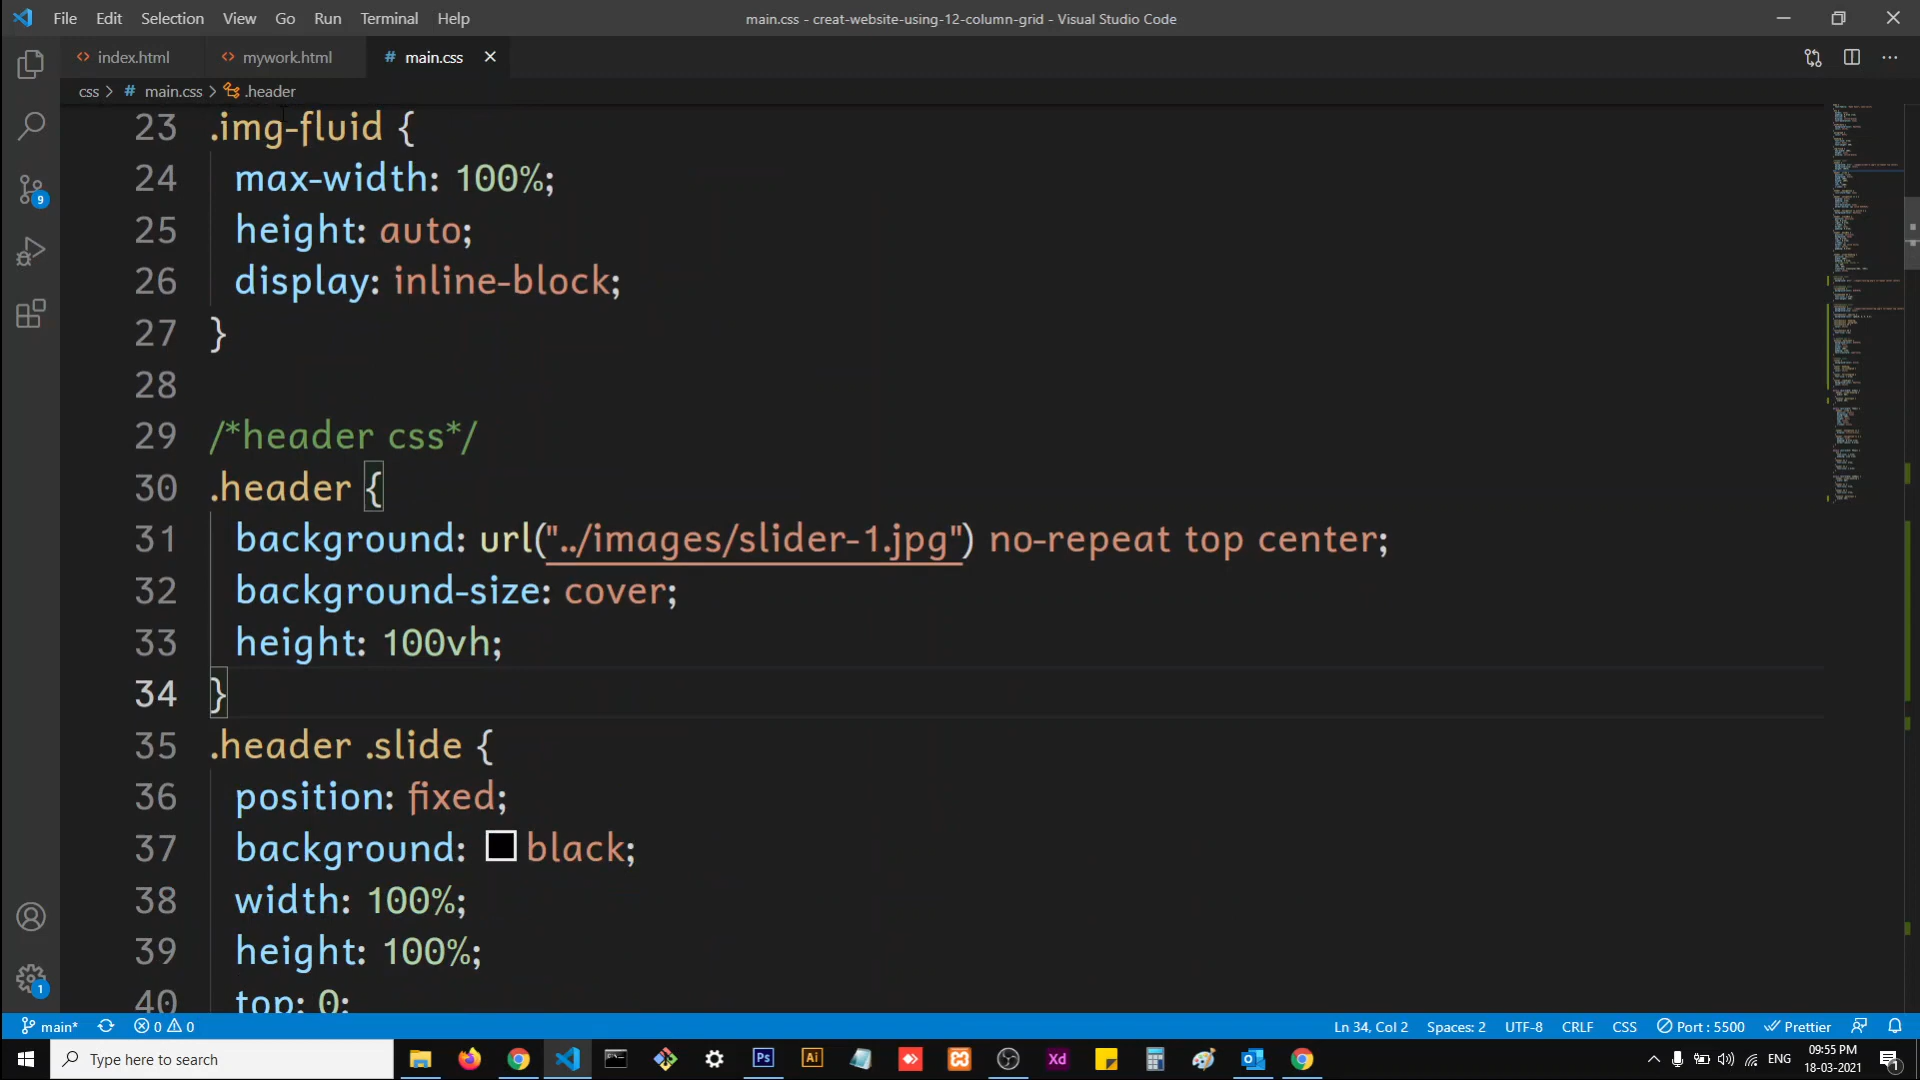 File Edit Selection View Go Run Terminal Help
main.css - creat-website-using-12-column-grid - Visual Studio Code
index.html mywork.html # main.css
css > # main.css > .header
23 .img-fluid {
24 max-width: 100%;
25 height: auto;
26 display: inline-block;
27 }
28
29 /*header css*/
30 .header {
31 background: url("../images/slider-1.jpg") no-repeat top center;
32 background-size: cover;
33 height: 100vh;
34 }
35 .header .slide {
36 position: fixed;
37 background: black;
38 width: 100%;
39 height: 100%;
40 top: 0;
9
1
main* 0 0 Ln 34, Col 2 Spaces: 2 UTF-8 CRLF CSS Port : 5500 Prettier
Type here to search
Ps Ai Xd
ENG
09:55 PM
18-03-2021
1